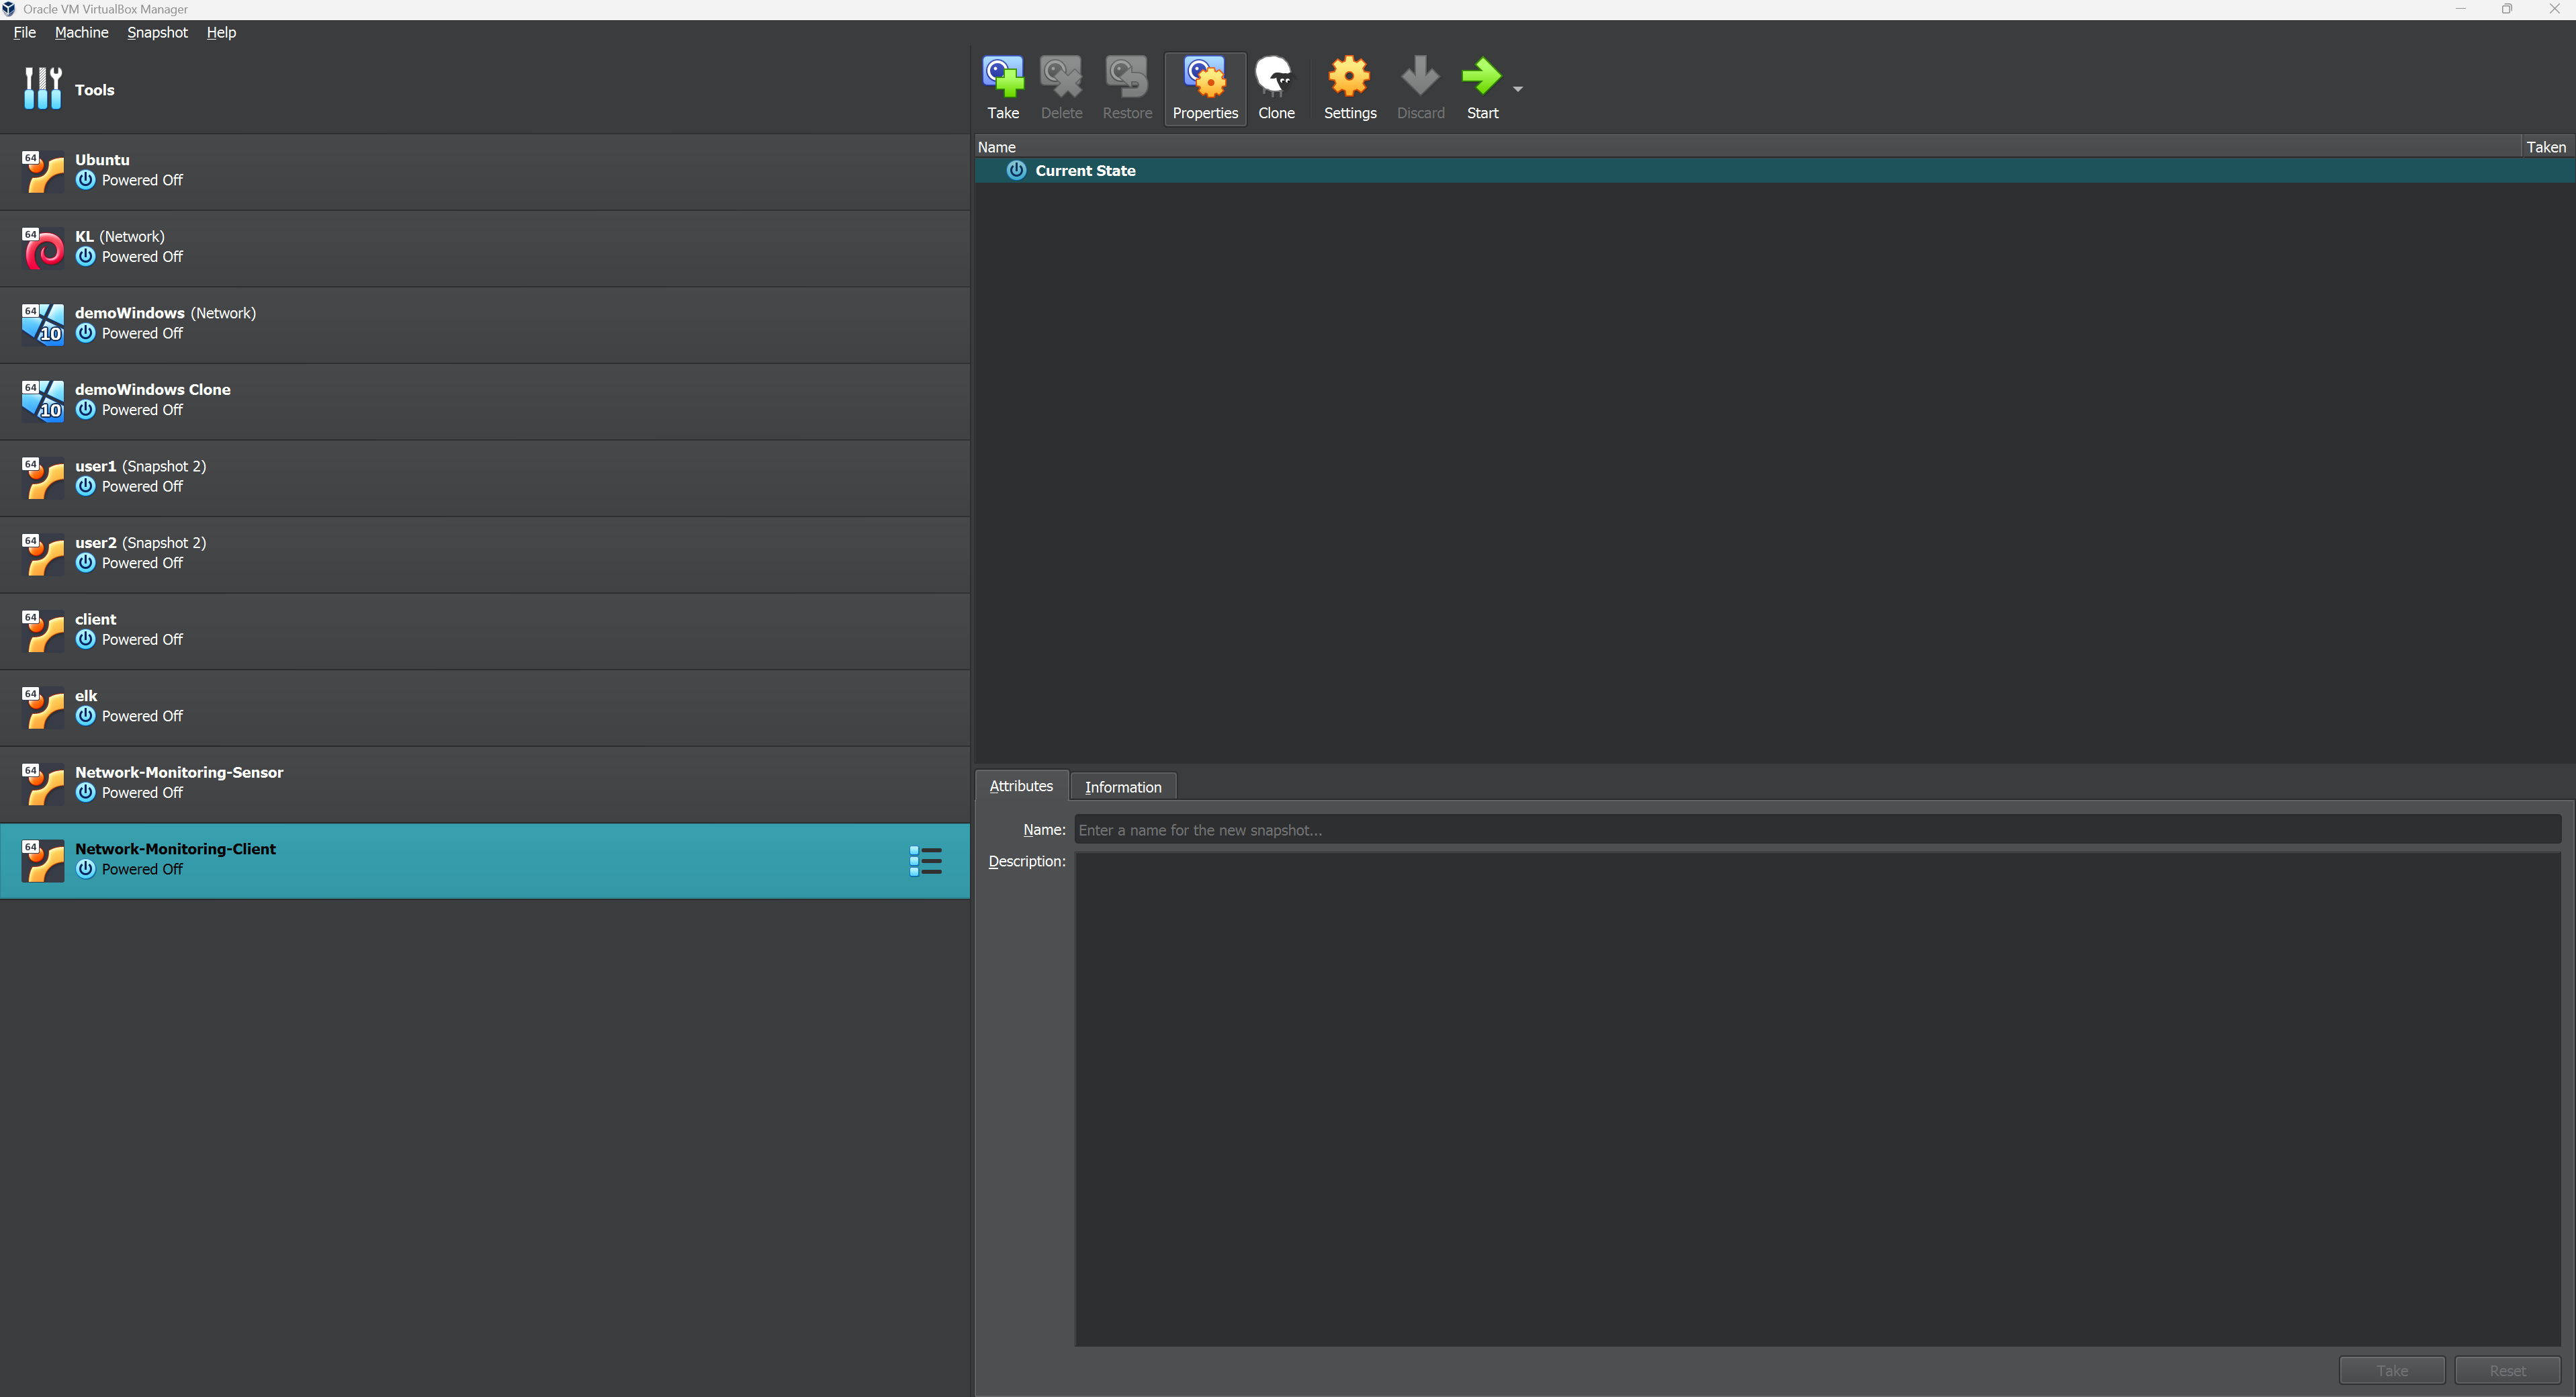 Oracle VM VirtualBox Manager
File Machine Snapshot Help
Tools
64 Ubuntu
Powered Off
64 KL (Network)
Powered Off
64 demoWindows (Network)
10 Powered Off
64 demoWindows Clone
10 Powered Off
64 user1 (Snapshot 2)
Powered Off
64 user2 (Snapshot 2)
Powered Off
64 client
Powered Off
64 elk
Powered Off
64 Network-Monitoring-Sensor
Powered Off
64 Network-Monitoring-Client
Powered Off
Take Delete Restore Properties Clone Settings Discard Start
Name Taken
Current State
Attributes Information
Name: Enter a name for the new snapshot...
Description:
Take Reset